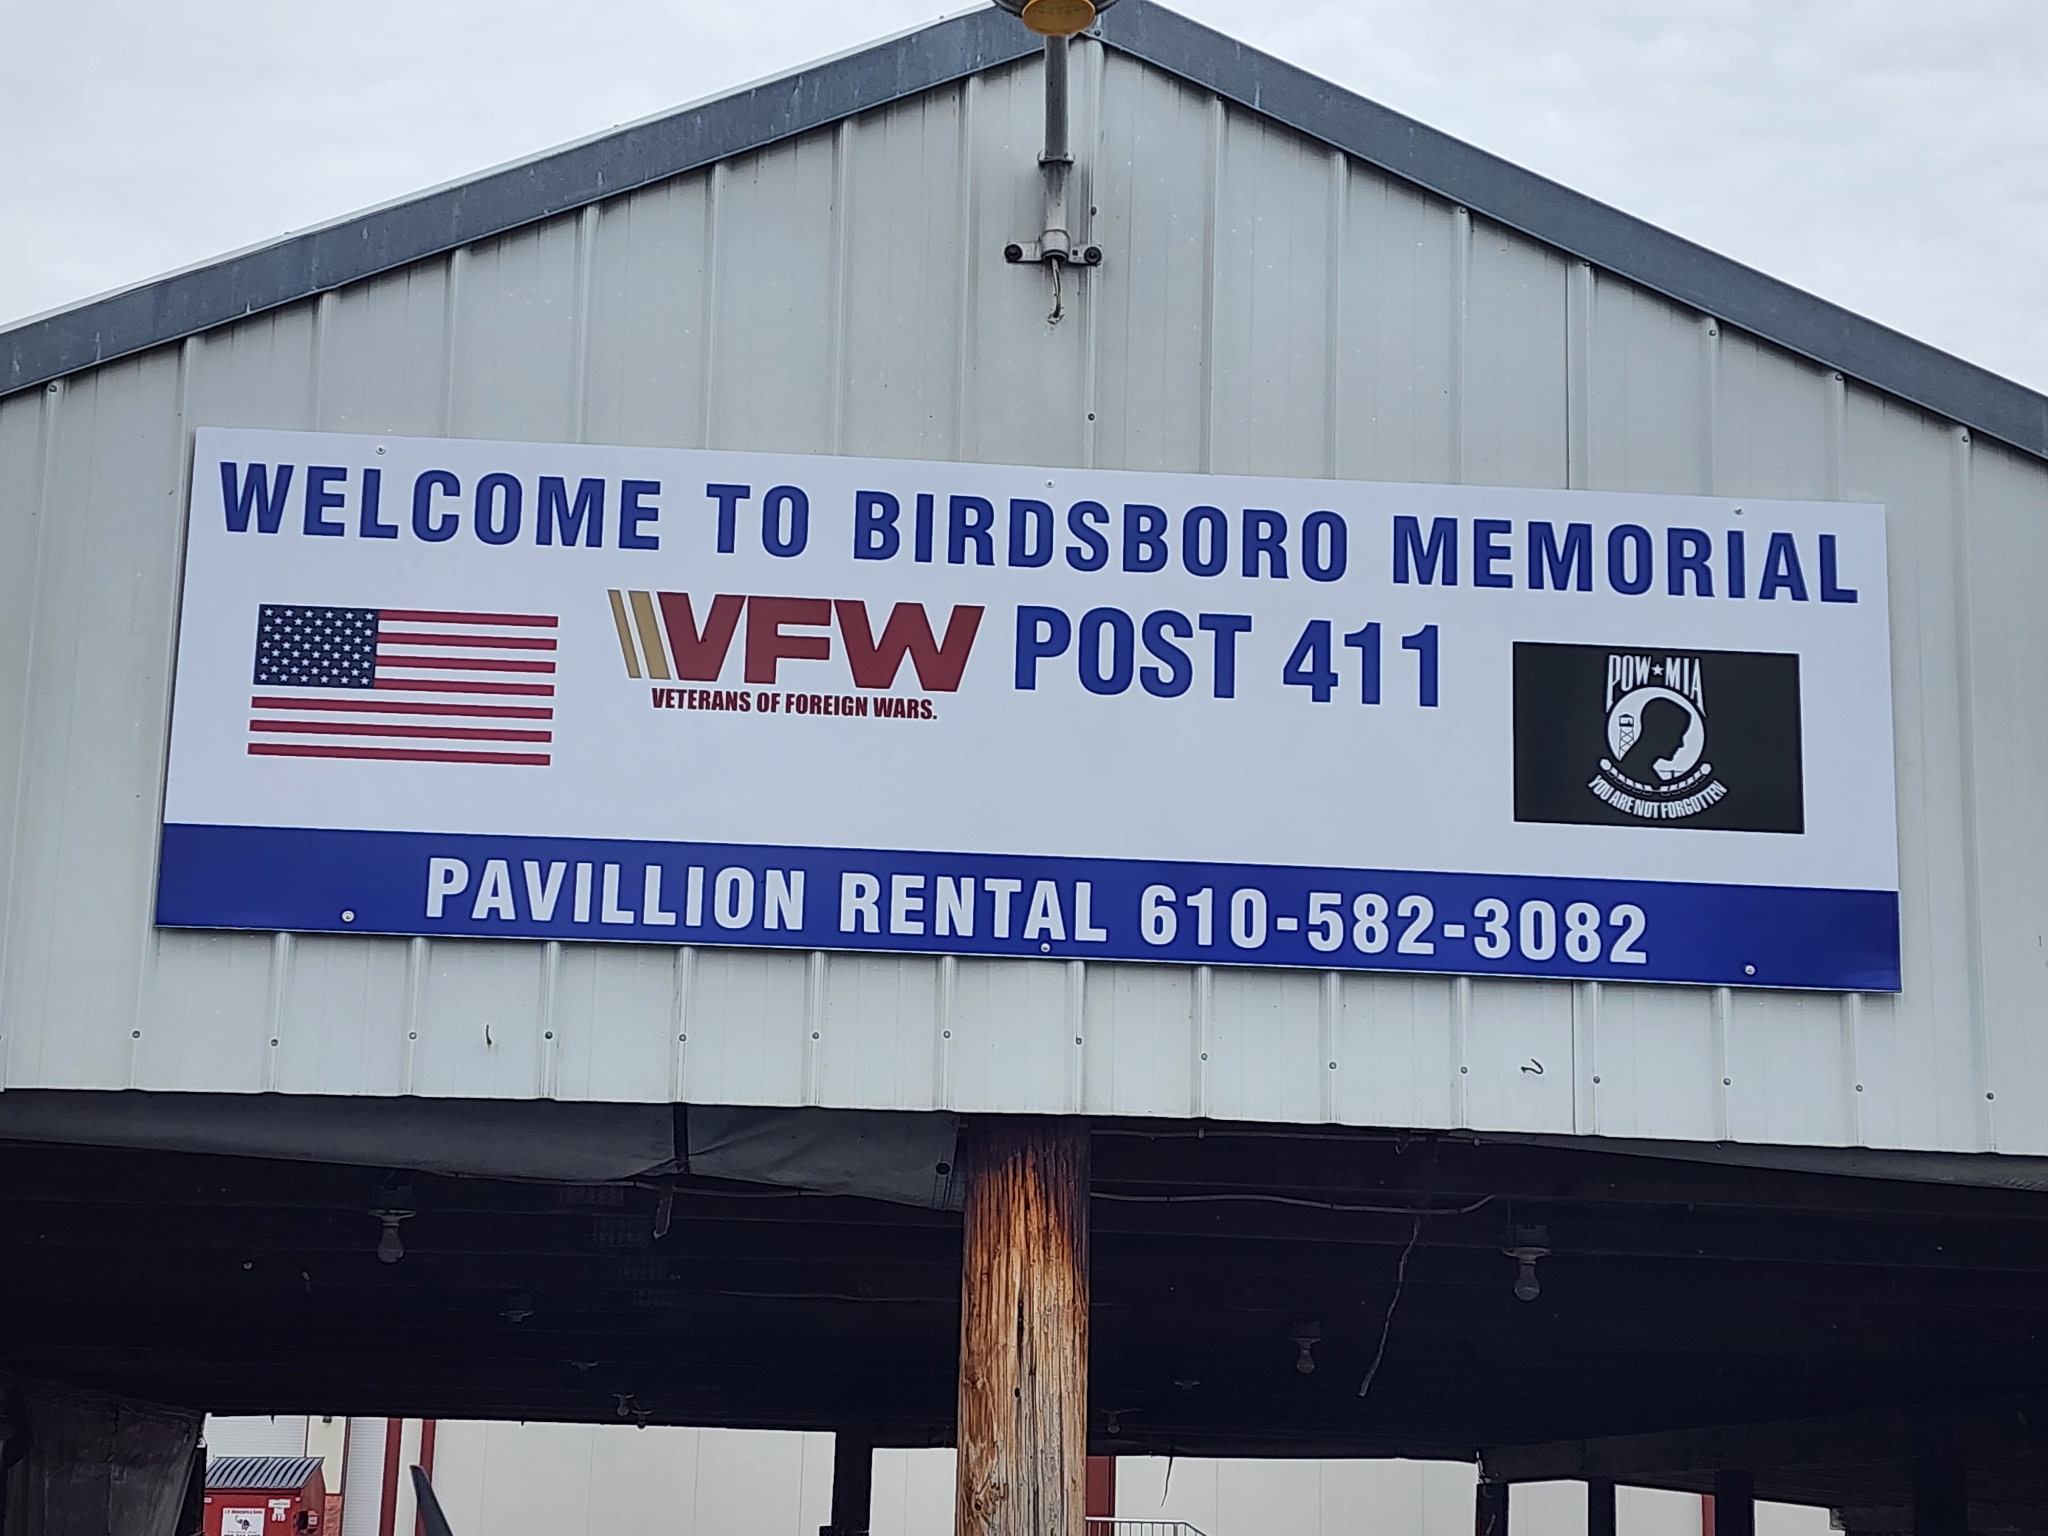 WELCOME TO BIRDSBORO MEMORIAL
VFW POST 411
VETERANS OF FOREIGN WARS.
POW★MIA
YOU ARE NOT FORGOTTEN
PAVILLION RENTAL 610-582-3082